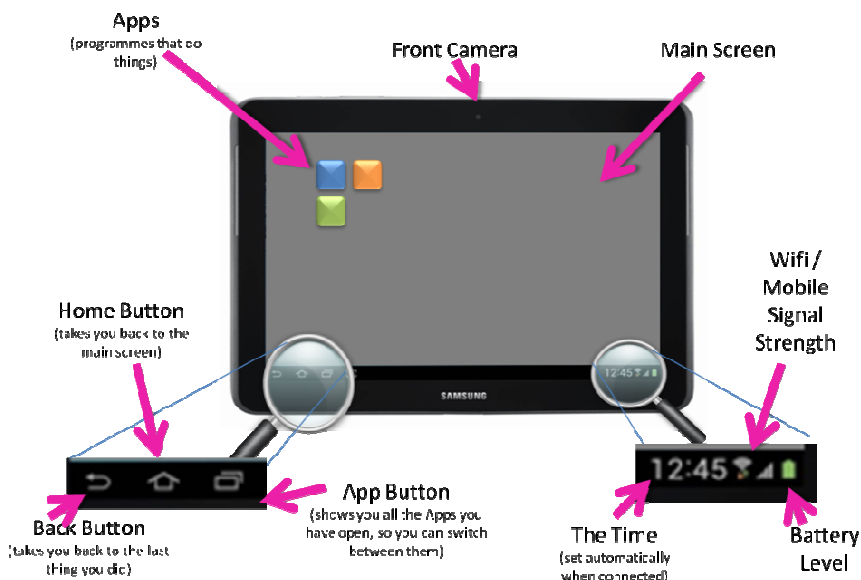 Apps
(programmes that do
things)
Front Camera
Main Screen
Wifi /
Mobile
Signal
Strength
Home Button
(takes you back to the
main screen)
12:45
SAMSUNG
12:45
Back Button
(takes you back to the last
thing you did)
App Button
(shows you all the Apps you
have open, so you can switch
between them)
The Time
(set automatically
when connected)
Battery
Level